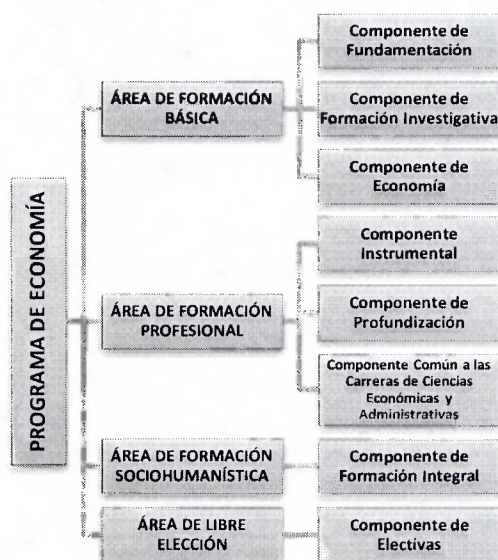 PROGRAMA DE ECONOMÍA
ÁREA DE FORMACIÓN
BÁSICA
Componente de
Fundamentación
Componente de
Formación Investigativa
Componente de
Economía
ÁREA DE FORMACIÓN
PROFESIONAL
Componente
Instrumental
Componente de
Profundización
Componente Común a las
Carreras de Ciencias
Económicas y
Administrativas
ÁREA DE FORMACIÓN
SOCIOHUMANÍSTICA
Componente de
Formación Integral
ÁREA DE LIBRE
ELECCIÓN
Componente de
Electivas